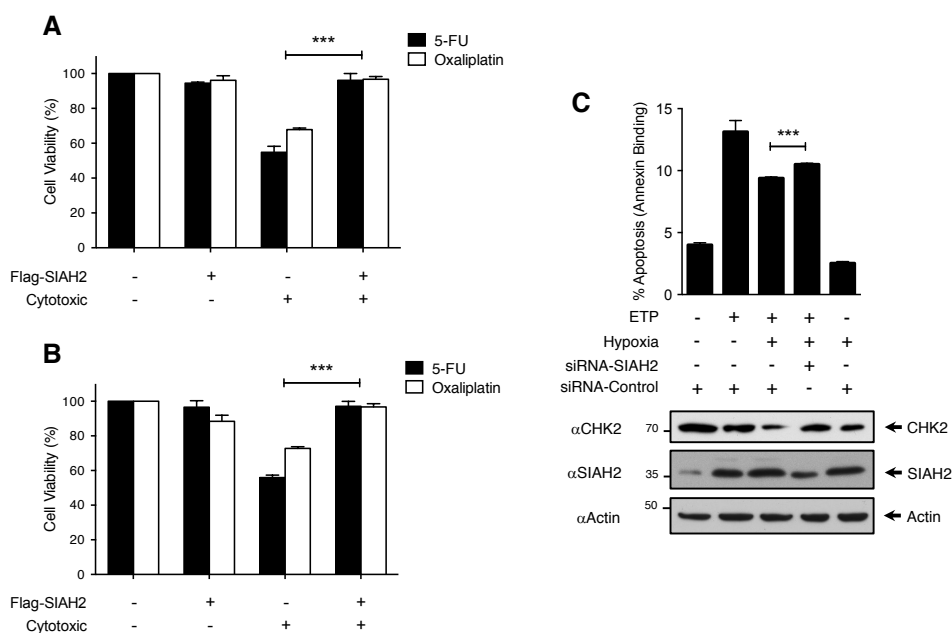 A
***
5-FU
Oxaliplatin
Cell Viability (%)
100
80
60
40
20
0
Flag-SIAH2 - + - +
Cytotoxic - - + +
B
***
5-FU
Oxaliplatin
Cell Viability (%)
100
80
60
40
20
0
Flag-SIAH2 - + - +
Cytotoxic - - + +
C
***
% Apoptosis (Annexin Binding)
15
10
5
0
ETP - + + + -
Hypoxia - - + + +
siRNA-SIAH2 - - - + -
siRNA-Control + + + - +
αCHK2 70 CHK2
αSIAH2 35 SIAH2
50
αActin Actin